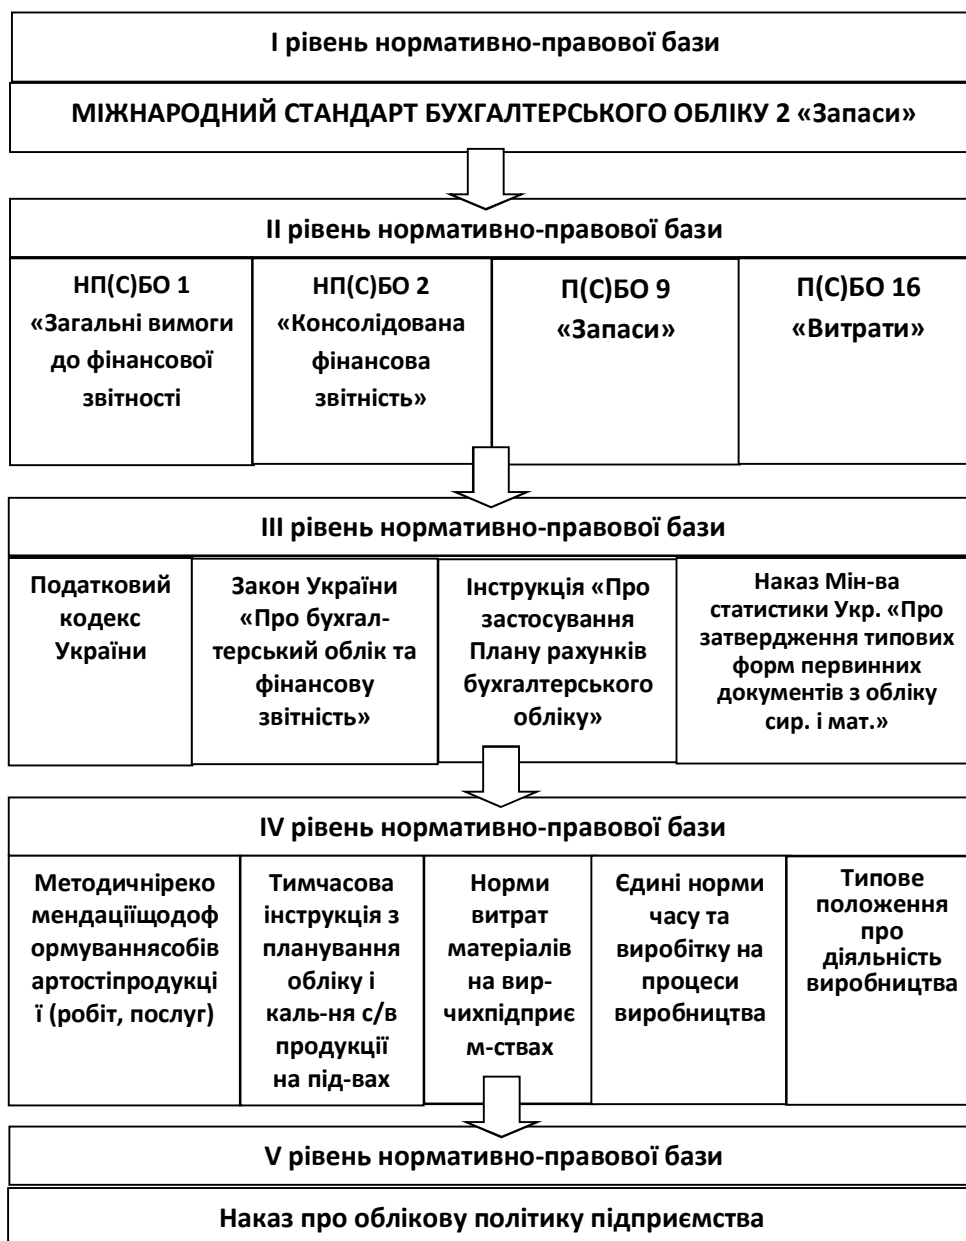 І рівень нормативно-правової бази
МІЖНАРОДНИЙ СТАНДАРТ БУХГАЛТЕРСЬКОГО ОБЛІКУ 2 «Запаси»
ІІ рівень нормативно-правової бази
НП(С)БО 1
«Загальні вимоги
до фінансової
звітності
НП(С)БО 2
«Консолідована
фінансова
звітність»
П(С)БО 9
«Запаси»
П(С)БО 16
«Витрати»
ІІІ рівень нормативно-правової бази
Податковий
кодекс
України
Закон України
«Про бухгал-
терський облік та
фінансову
звітність»
Інструкція «Про
застосування
Плану рахунків
бухгалтерського
обліку»
Наказ Мін-ва
статистики Укр. «Про
затвердження типових
форм первинних
документів з обліку
сир. і мат.»
IV рівень нормативно-правової бази
Методичніреко
мендаціїщодоф
ормуваннясобів
артостіпродукці
ї (робіт, послуг)
Тимчасова
інструкція з
планування
обліку і
каль-ня с/в
продукції
на під-вах
Норми
витрат
матеріалів
на вир-
чихпідприє
м-ствах
Єдині норми
часу та
виробітку на
процеси
виробництва
Типове
положення
про
діяльність
виробництва
V рівень нормативно-правової бази
Наказ про облікову політику підприємства